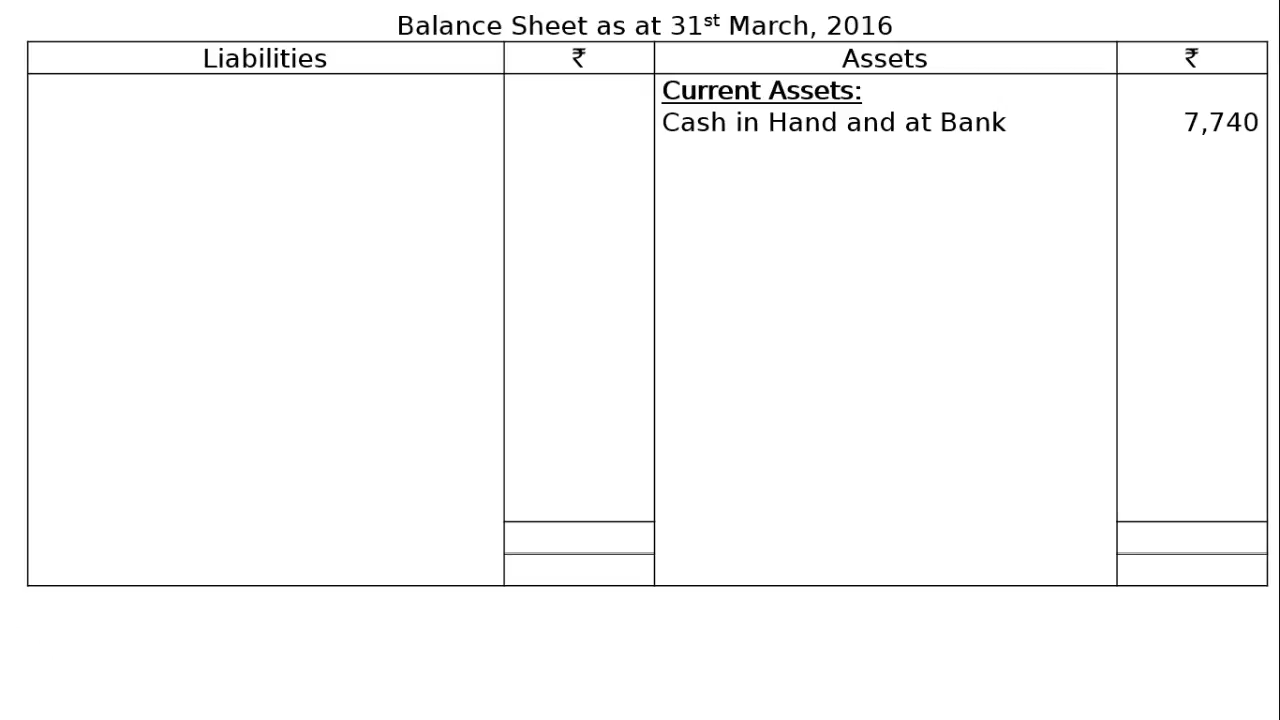 Balance Sheet as at 31st March, 2016
Liabilities ₹ Assets ₹
Current Assets:
Cash in Hand and at Bank 7,740